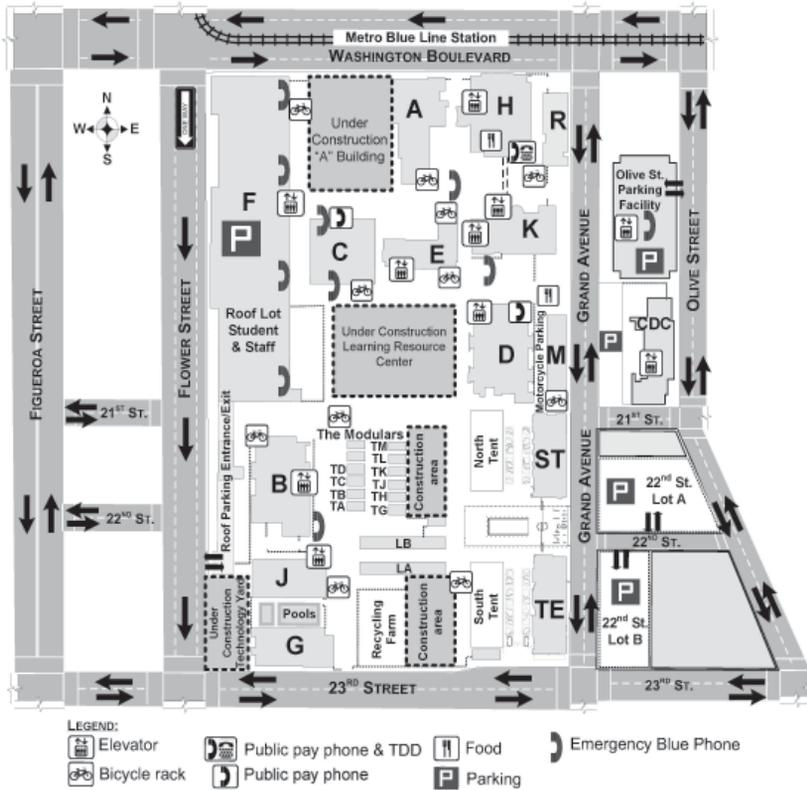 Metro Blue Line Station
WASHINGTON BOULEVARD
N
W E
S
ONE WAY
FIGUEROA STREET
FLOWER STREET
GRAND AVENUE
GRAND AVENUE
OLIVE STREET
Under
Construction
"A" Building
A
H
R
F
P
C
E
K
Olive St.
Parking
Facility
P
Roof Lot
Student
& Staff
Under Construction
Learning Resource
Center
D
Motorcycle Parking
M
P
CDC
21ST ST.
21ST ST.
Roof Parking Entrance/Exit
The Modulars
TM
TL
TD TK
TC TJ
TB TH
TA TG
Construction
area
North
Tent
ST
B
P
22nd St.
Lot A
22ND ST.
22ND ST.
LB
LA
J
Under
Construction
Technology Yard
Pools
G
Recycling
Farm
Construction
area
South
Tent
TE
P
22nd St.
Lot B
23RD STREET
23RD ST.
LEGEND:
Elevator
Bicycle rack
Public pay phone & TDD
Public pay phone
Food
P Parking
Emergency Blue Phone